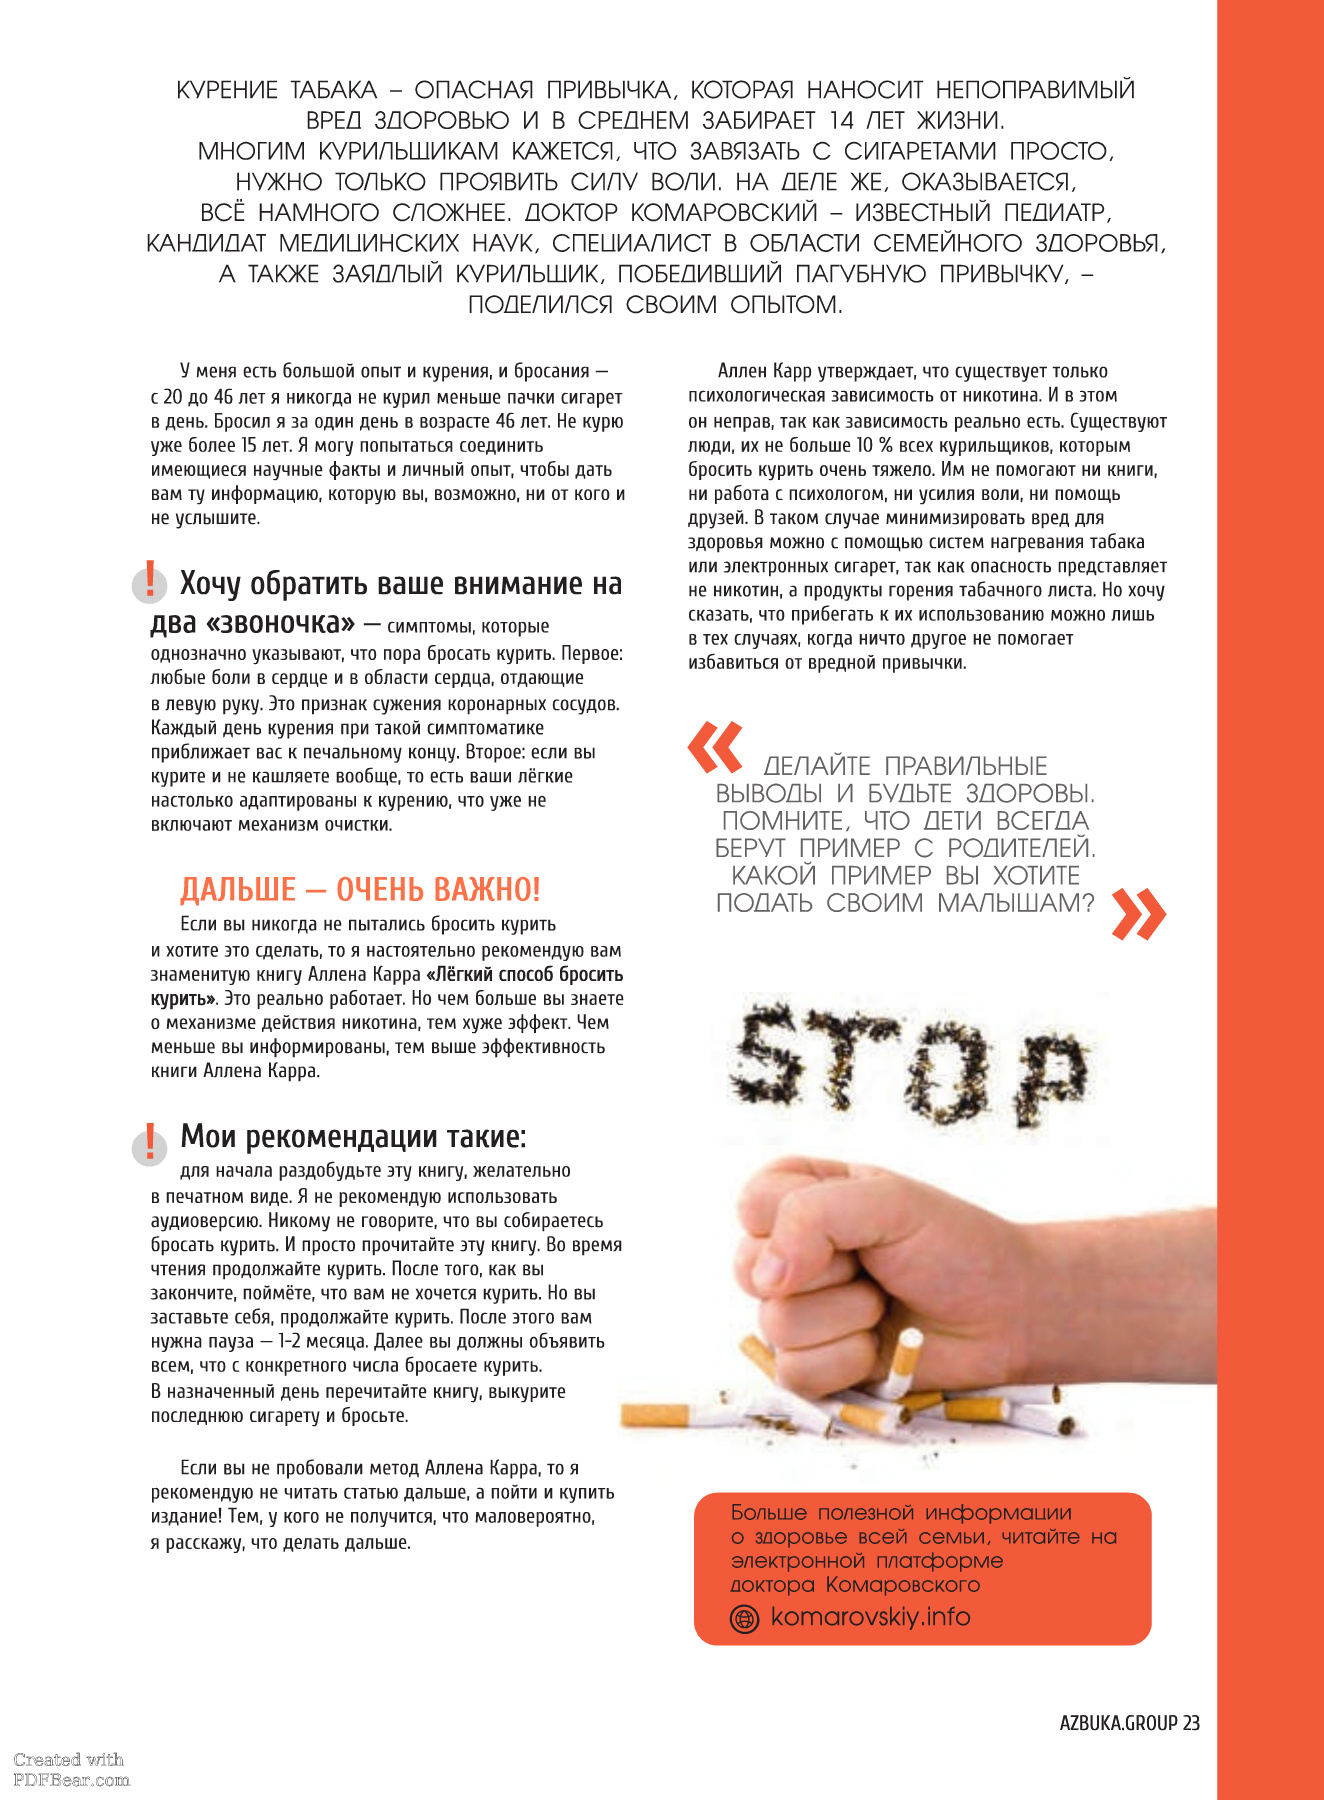 КУРЕНИЕ ТАБАКА – ОПАСНАЯ ПРИВЫЧКА, КОТОРАЯ НАНОСИТ НЕПОПРАВИМЫЙ
ВРЕД ЗДОРОВЬЮ И В СРЕДНЕМ ЗАБИРАЕТ 14 ЛЕТ ЖИЗНИ.
МНОГИМ КУРИЛЬЩИКАМ КАЖЕТСЯ, ЧТО ЗАВЯЗАТЬ С СИГАРЕТАМИ ПРОСТО,
НУЖНО ТОЛЬКО ПРОЯВИТЬ СИЛУ ВОЛИ. НА ДЕЛЕ ЖЕ, ОКАЗЫВАЕТСЯ,
ВСЁ НАМНОГО СЛОЖНЕЕ. ДОКТОР КОМАРОВСКИЙ – ИЗВЕСТНЫЙ ПЕДИАТР,
КАНДИДАТ МЕДИЦИНСКИХ НАУК, СПЕЦИАЛИСТ В ОБЛАСТИ СЕМЕЙНОГО ЗДОРОВЬЯ,
А ТАКЖЕ ЗАЯДЛЫЙ КУРИЛЬЩИК, ПОБЕДИВШИЙ ПАГУБНУЮ ПРИВЫЧКУ, –
ПОДЕЛИЛСЯ СВОИМ ОПЫТОМ.
У меня есть большой опыт и курения, и бросания —
с 20 до 46 лет я никогда не курил меньше пачки сигарет
в день. Бросил я за один день в возрасте 46 лет. Не курю
уже более 15 лет. Я могу попытаться соединить
имеющиеся научные факты и личный опыт, чтобы дать
вам ту информацию, которую вы, возможно, ни от кого и
не услышите.
! Хочу обратить ваше внимание на
два «звоночка» — симптомы, которые
однозначно указывают, что пора бросать курить. Первое:
любые боли в сердце и в области сердца, отдающие
в левую руку. Это признак сужения коронарных сосудов.
Каждый день курения при такой симптоматике
приближает вас к печальному концу. Второе: если вы
курите и не кашляете вообще, то есть ваши лёгкие
настолько адаптированы к курению, что уже не
включают механизм очистки.
ДАЛЬШЕ — ОЧЕНЬ ВАЖНО!
Если вы никогда не пытались бросить курить
и хотите это сделать, то я настоятельно рекомендую вам
знаменитую книгу Аллена Карра «Лёгкий способ бросить
курить». Это реально работает. Но чем больше вы знаете
о механизме действия никотина, тем хуже эффект. Чем
меньше вы информированы, тем выше эффективность
книги Аллена Карра.
! Мои рекомендации такие:
для начала раздобудьте эту книгу, желательно
в печатном виде. Я не рекомендую использовать
аудиоверсию. Никому не говорите, что вы собираетесь
бросать курить. И просто прочитайте эту книгу. Во время
чтения продолжайте курить. После того, как вы
закончите, поймёте, что вам не хочется курить. Но вы
заставьте себя, продолжайте курить. После этого вам
нужна пауза — 1-2 месяца. Далее вы должны объявить
всем, что с конкретного числа бросаете курить.
В назначенный день перечитайте книгу, выкурите
последнюю сигарету и бросьте.
Если вы не пробовали метод Аллена Карра, то я
рекомендую не читать статью дальше, а пойти и купить
издание! Тем, у кого не получится, что маловероятно,
я расскажу, что делать дальше.
Аллен Карр утверждает, что существует только
психологическая зависимость от никотина. И в этом
он неправ, так как зависимость реально есть. Существуют
люди, их не больше 10 % всех курильщиков, которым
бросить курить очень тяжело. Им не помогают ни книги,
ни работа с психологом, ни усилия воли, ни помощь
друзей. В таком случае минимизировать вред для
здоровья можно с помощью систем нагревания табака
или электронных сигарет, так как опасность представляет
не никотин, а продукты горения табачного листа. Но хочу
сказать, что прибегать к их использованию можно лишь
в тех случаях, когда ничто другое не помогает
избавиться от вредной привычки.
« ДЕЛАЙТЕ ПРАВИЛЬНЫЕ
ВЫВОДЫ И БУДЬТЕ ЗДОРОВЫ.
ПОМНИТЕ, ЧТО ДЕТИ ВСЕГДА
БЕРУТ ПРИМЕР С РОДИТЕЛЕЙ.
КАКОЙ ПРИМЕР ВЫ ХОТИТЕ
ПОДАТЬ СВОИМ МАЛЫШАМ? »
STOP
Больше полезной информации
о здоровье всей семьи, читайте на
электронной платформе
доктора Комаровского
komarovskiy.info
AZBUKA.GROUP 23
Created with
PDFBear.com